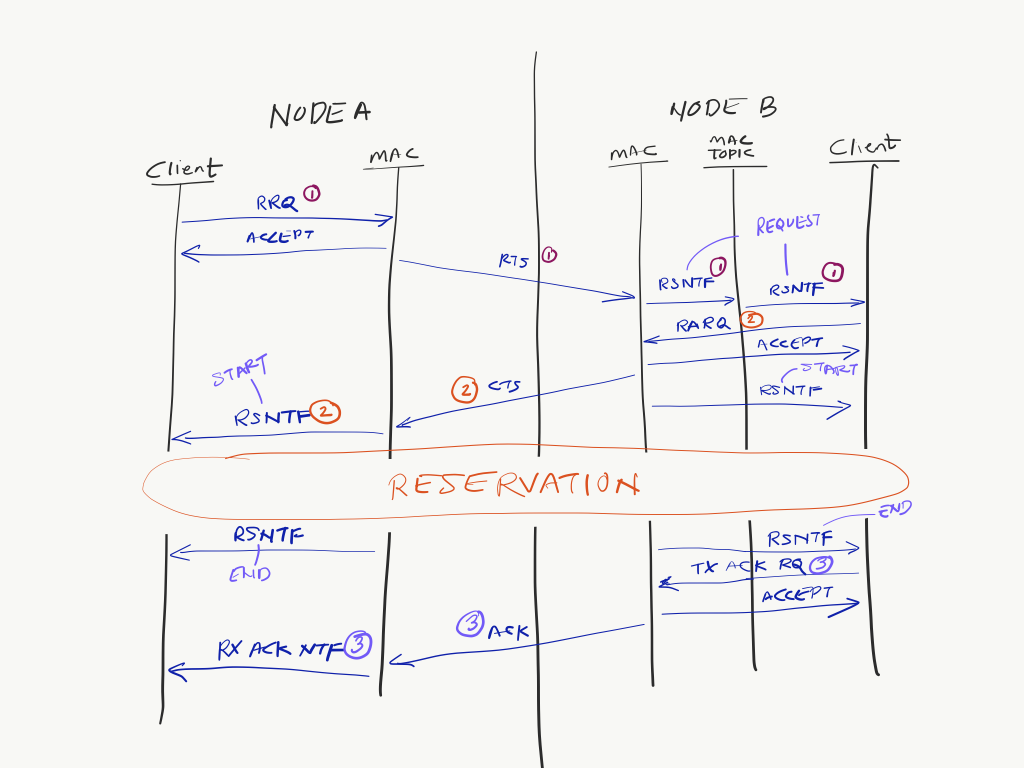 NODE A
NODE B
Client
MAC
MAC
MAC
TOPIC
Client
RRQ ①
ACCEPT
RTS ①
REQUEST
RSNTF ①
RSNTF ①
RARQ ②
ACCEPT
START
RSNTF
② CTS
START
RSNTF ②
RESERVATION
RSNTF
END
END
RSNTF
TX ACK RQ ③
ACCEPT
③ ACK
RX ACK NTF ③